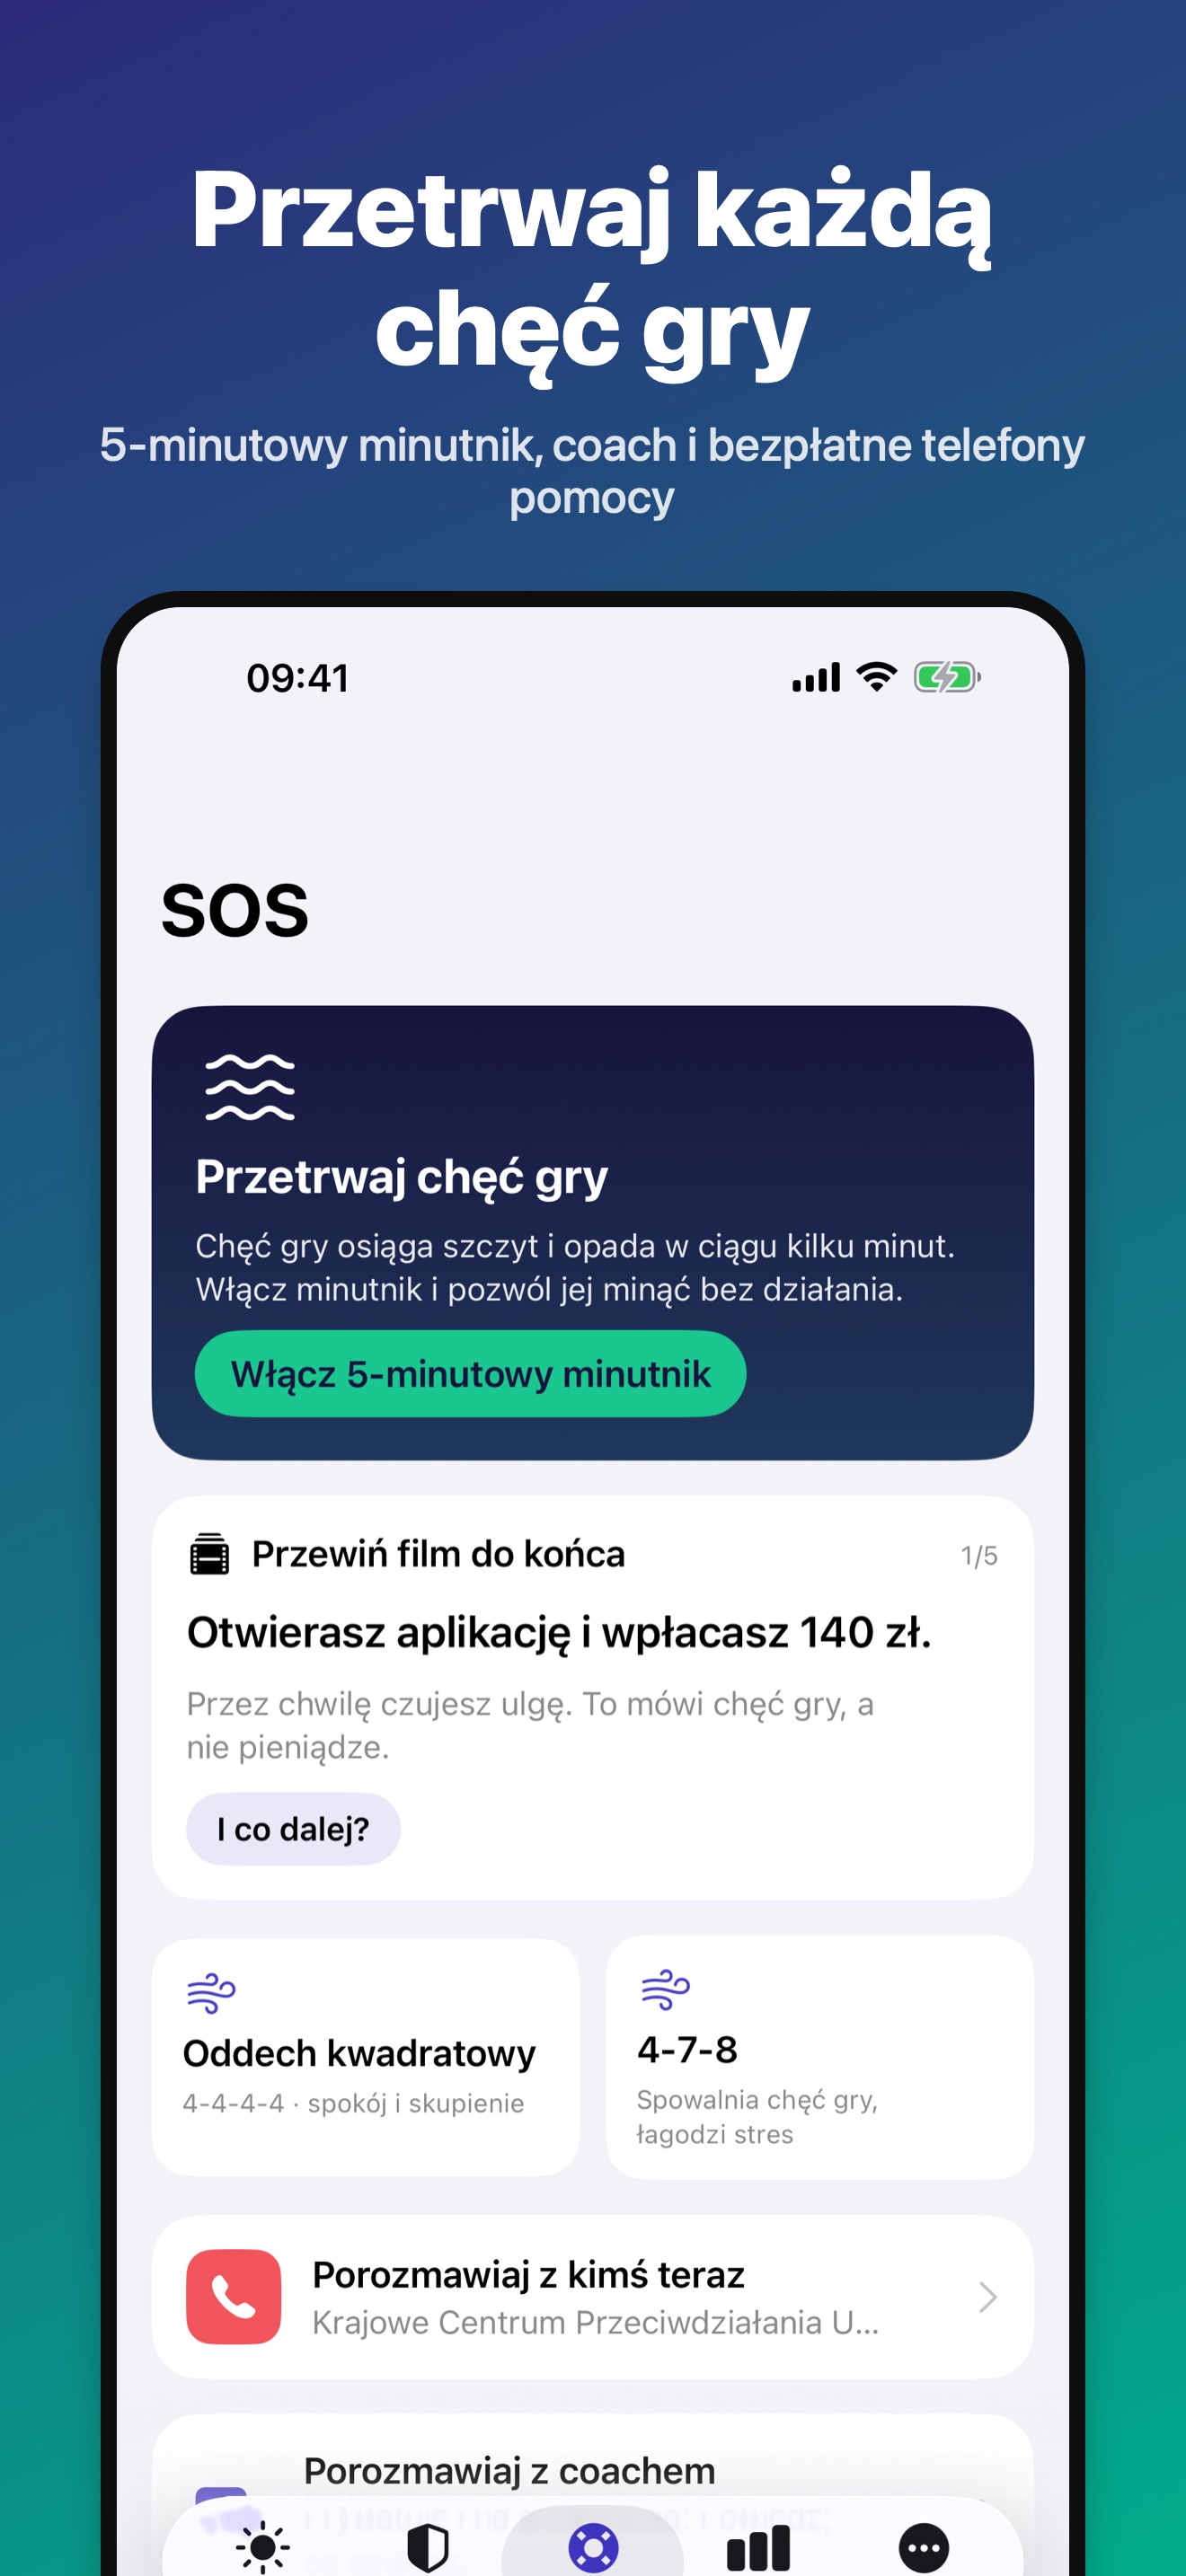 Przetrwaj każdą
chęć gry
5-minutowy minutnik, coach i bezpłatne telefony
pomocy
09:41
SOS
Przetrwaj chęć gry
Chęć gry osiąga szczyt i opada w ciągu kilku minut.
Włącz minutnik i pozwól jej minąć bez działania.
Włącz 5-minutowy minutnik
Przewiń film do końca
1/5
Otwierasz aplikację i wpłacasz 140 zł.
Przez chwilę czujesz ulgę. To mówi chęć gry, a
nie pieniądze.
I co dalej?
Oddech kwadratowy
4-4-4-4 · spokój i skupienie
4-7-8
Spowalnia chęć gry,
łagodzi stres
Porozmawiaj z kimś teraz
Krajowe Centrum Przeciwdziałania U...
Porozmawiaj z coachem